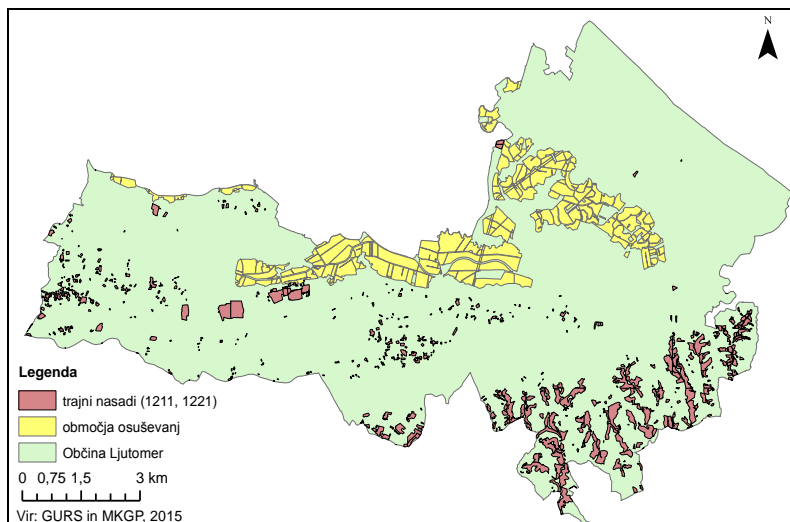 N
Legenda
trajni nasadi (1211, 1221)
območja osuševanj
Občina Ljutomer
0 0,75 1,5 3 km
Vir: GURS in MKGP, 2015